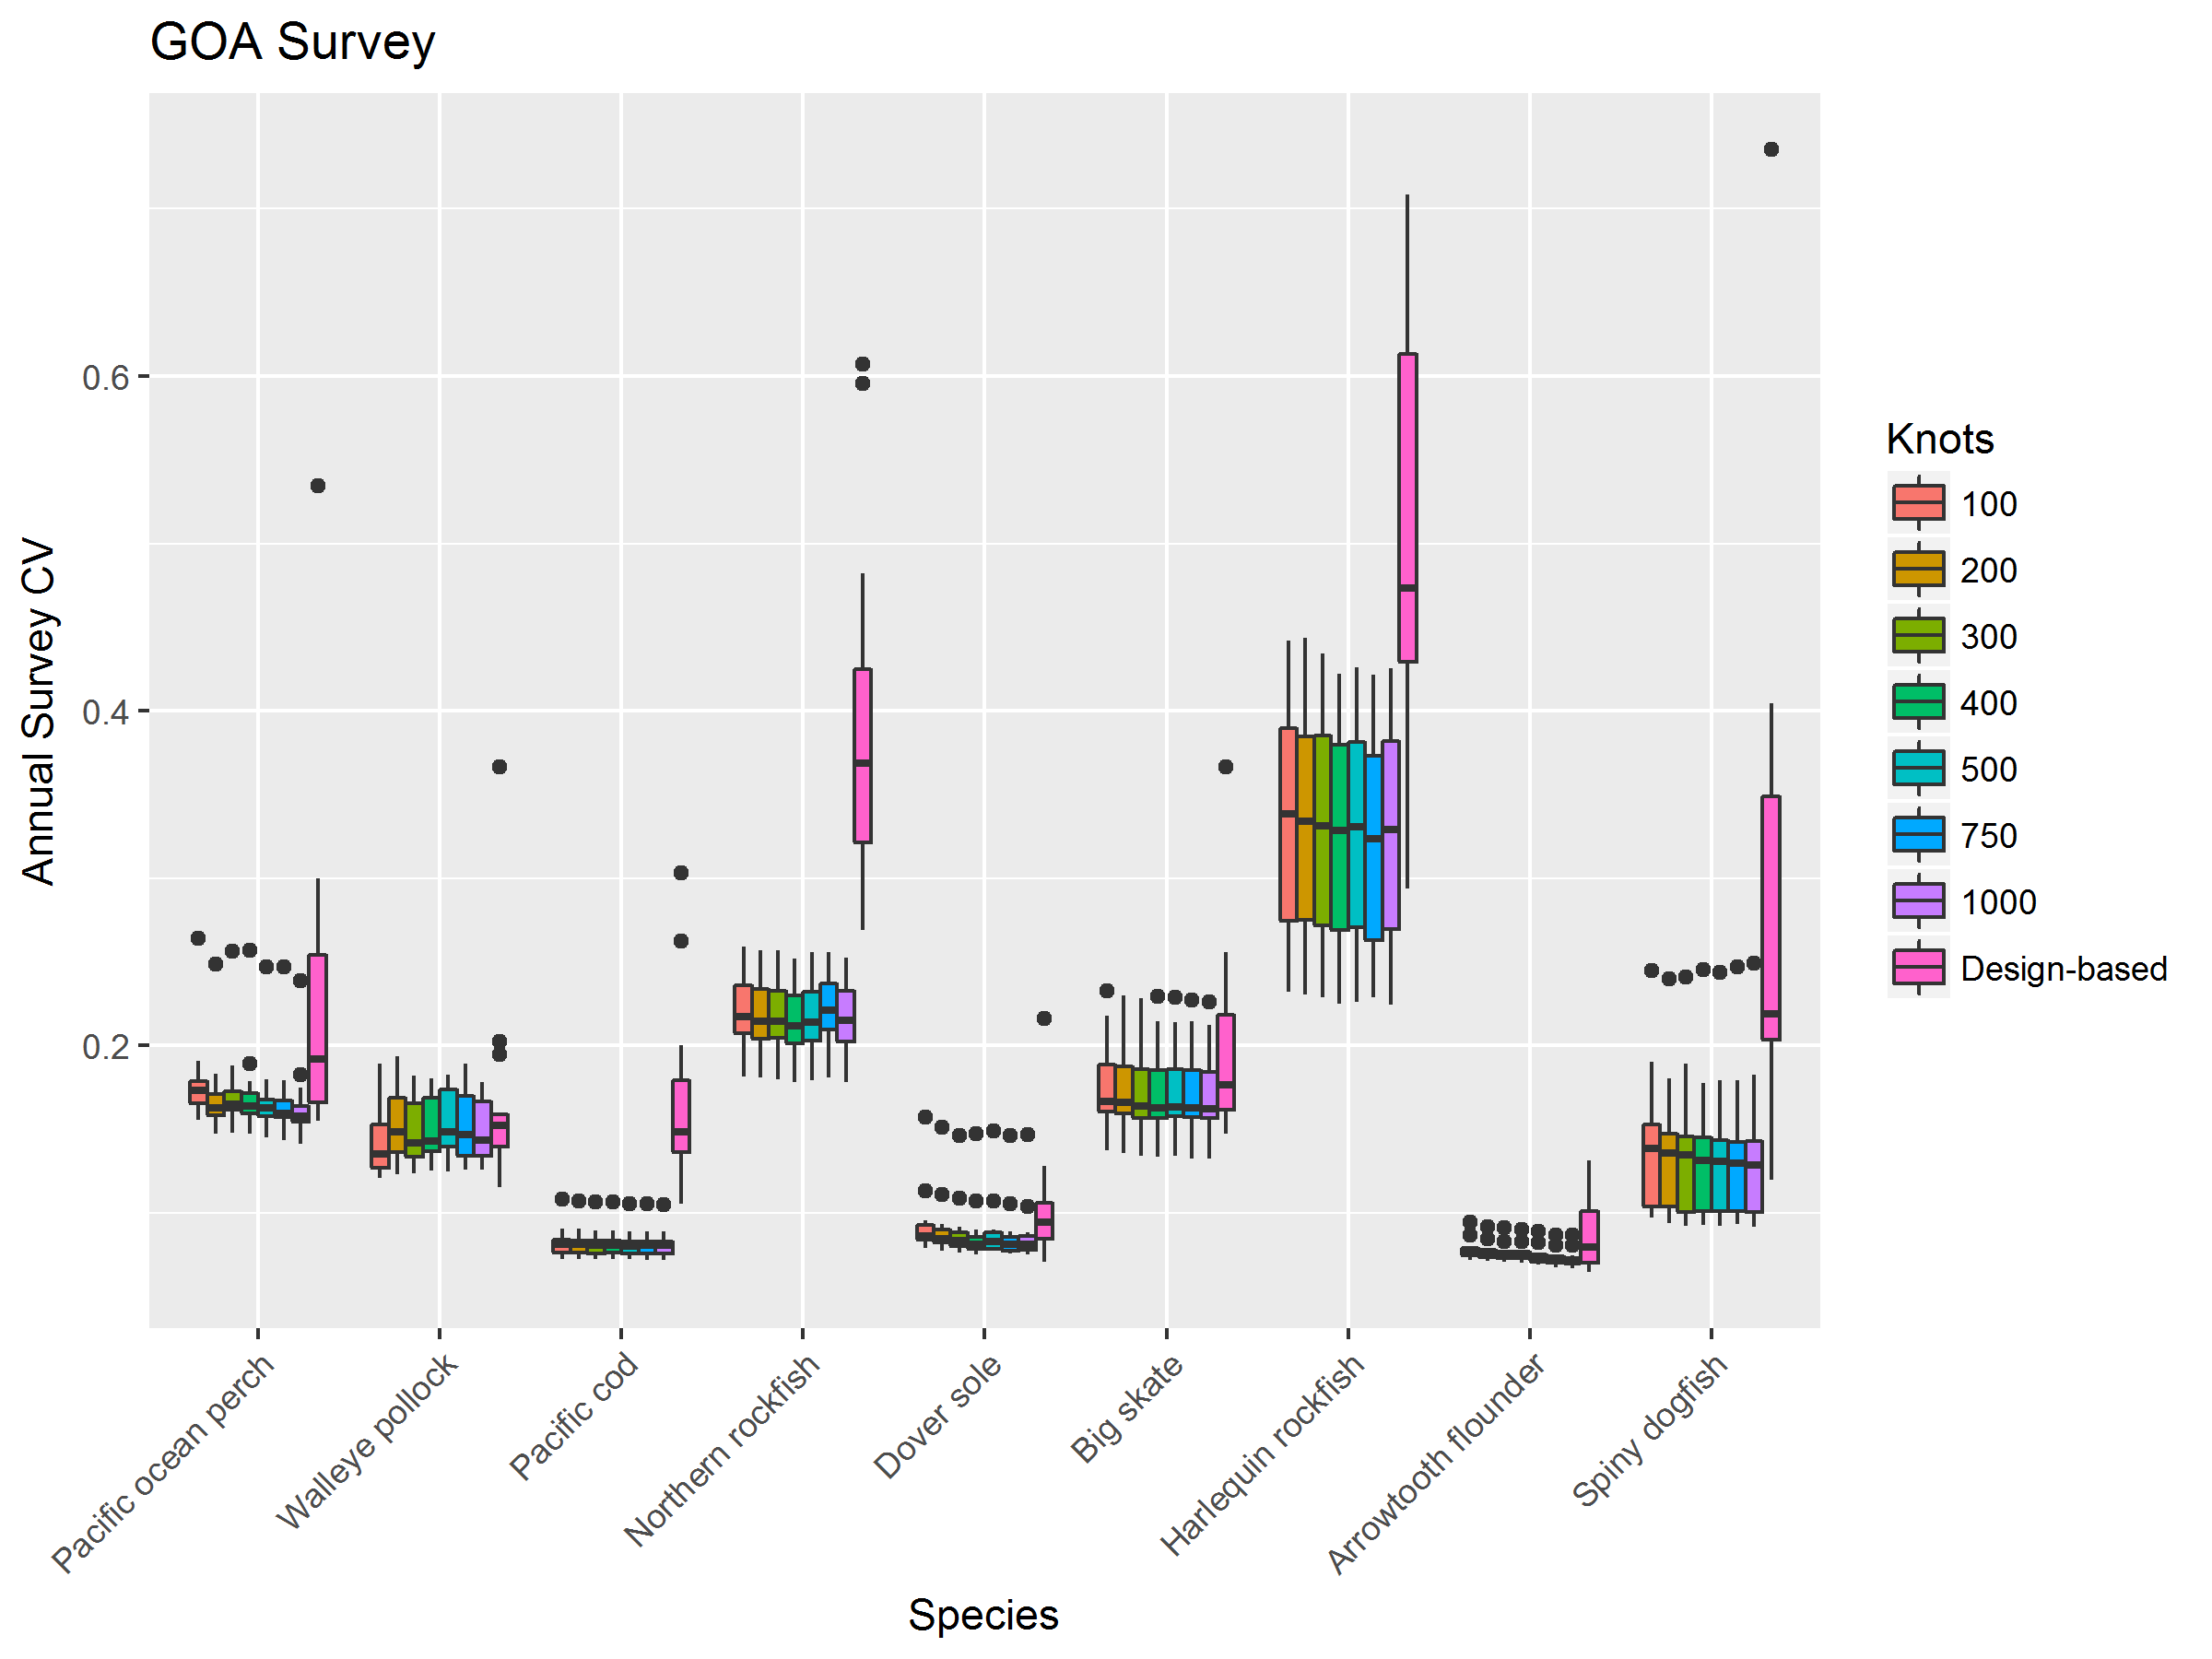 GOA Survey
Annual Survey CV
0.6
0.4
0.2
Pacific ocean perch
Walleye pollock
Pacific cod
Northern rockfish
Dover sole
Big skate
Harlequin rockfish
Arrowtooth flounder
Spiny dogfish
Species
Knots
100
200
300
400
500
750
1000
Design-based